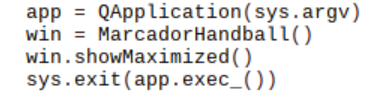 app = QApplication(sys.argv)
win = MarcadorHandball()
win.showMaximized()
sys.exit(app.exec_())